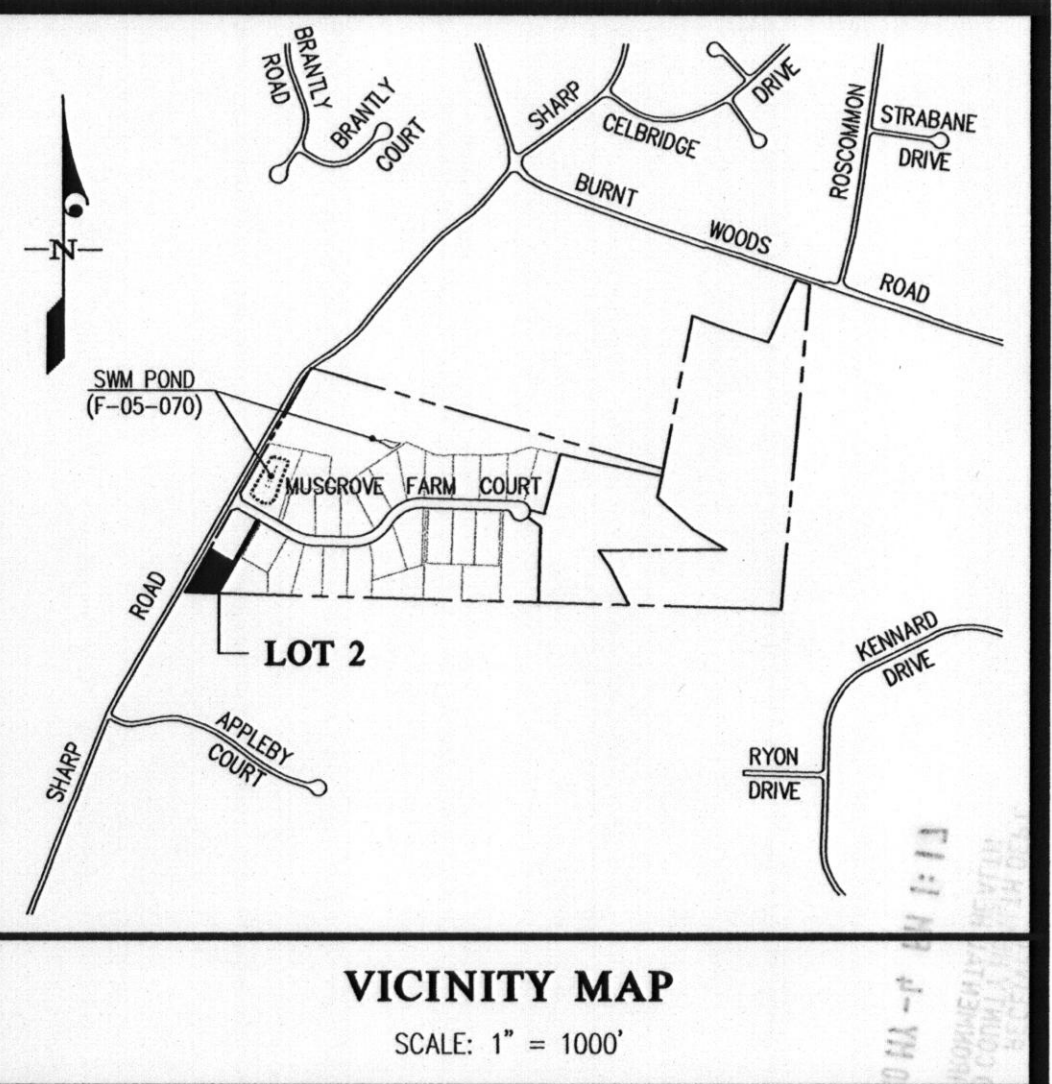 BRANTLY
ROAD
BRANTLY
COURT
SHARP
CELBRIDGE
DRIVE
ROSCOMMON
STRABANE
DRIVE
BURNT
WOODS
ROAD
N
SWM POND
(F-05-070)
MUSGROVE FARM COURT
ROAD
LOT 2
SHARP
APPLEBY
COURT
KENNARD
DRIVE
RYON
DRIVE
VICINITY MAP
SCALE: 1" = 1000'